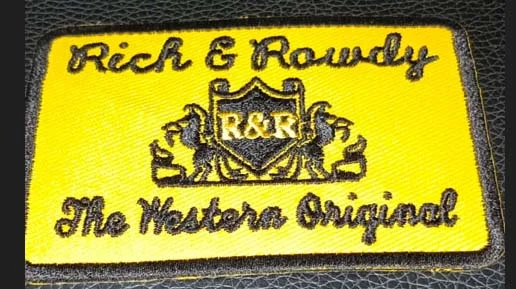 Rich & Rowdy
R&R
The Western Original